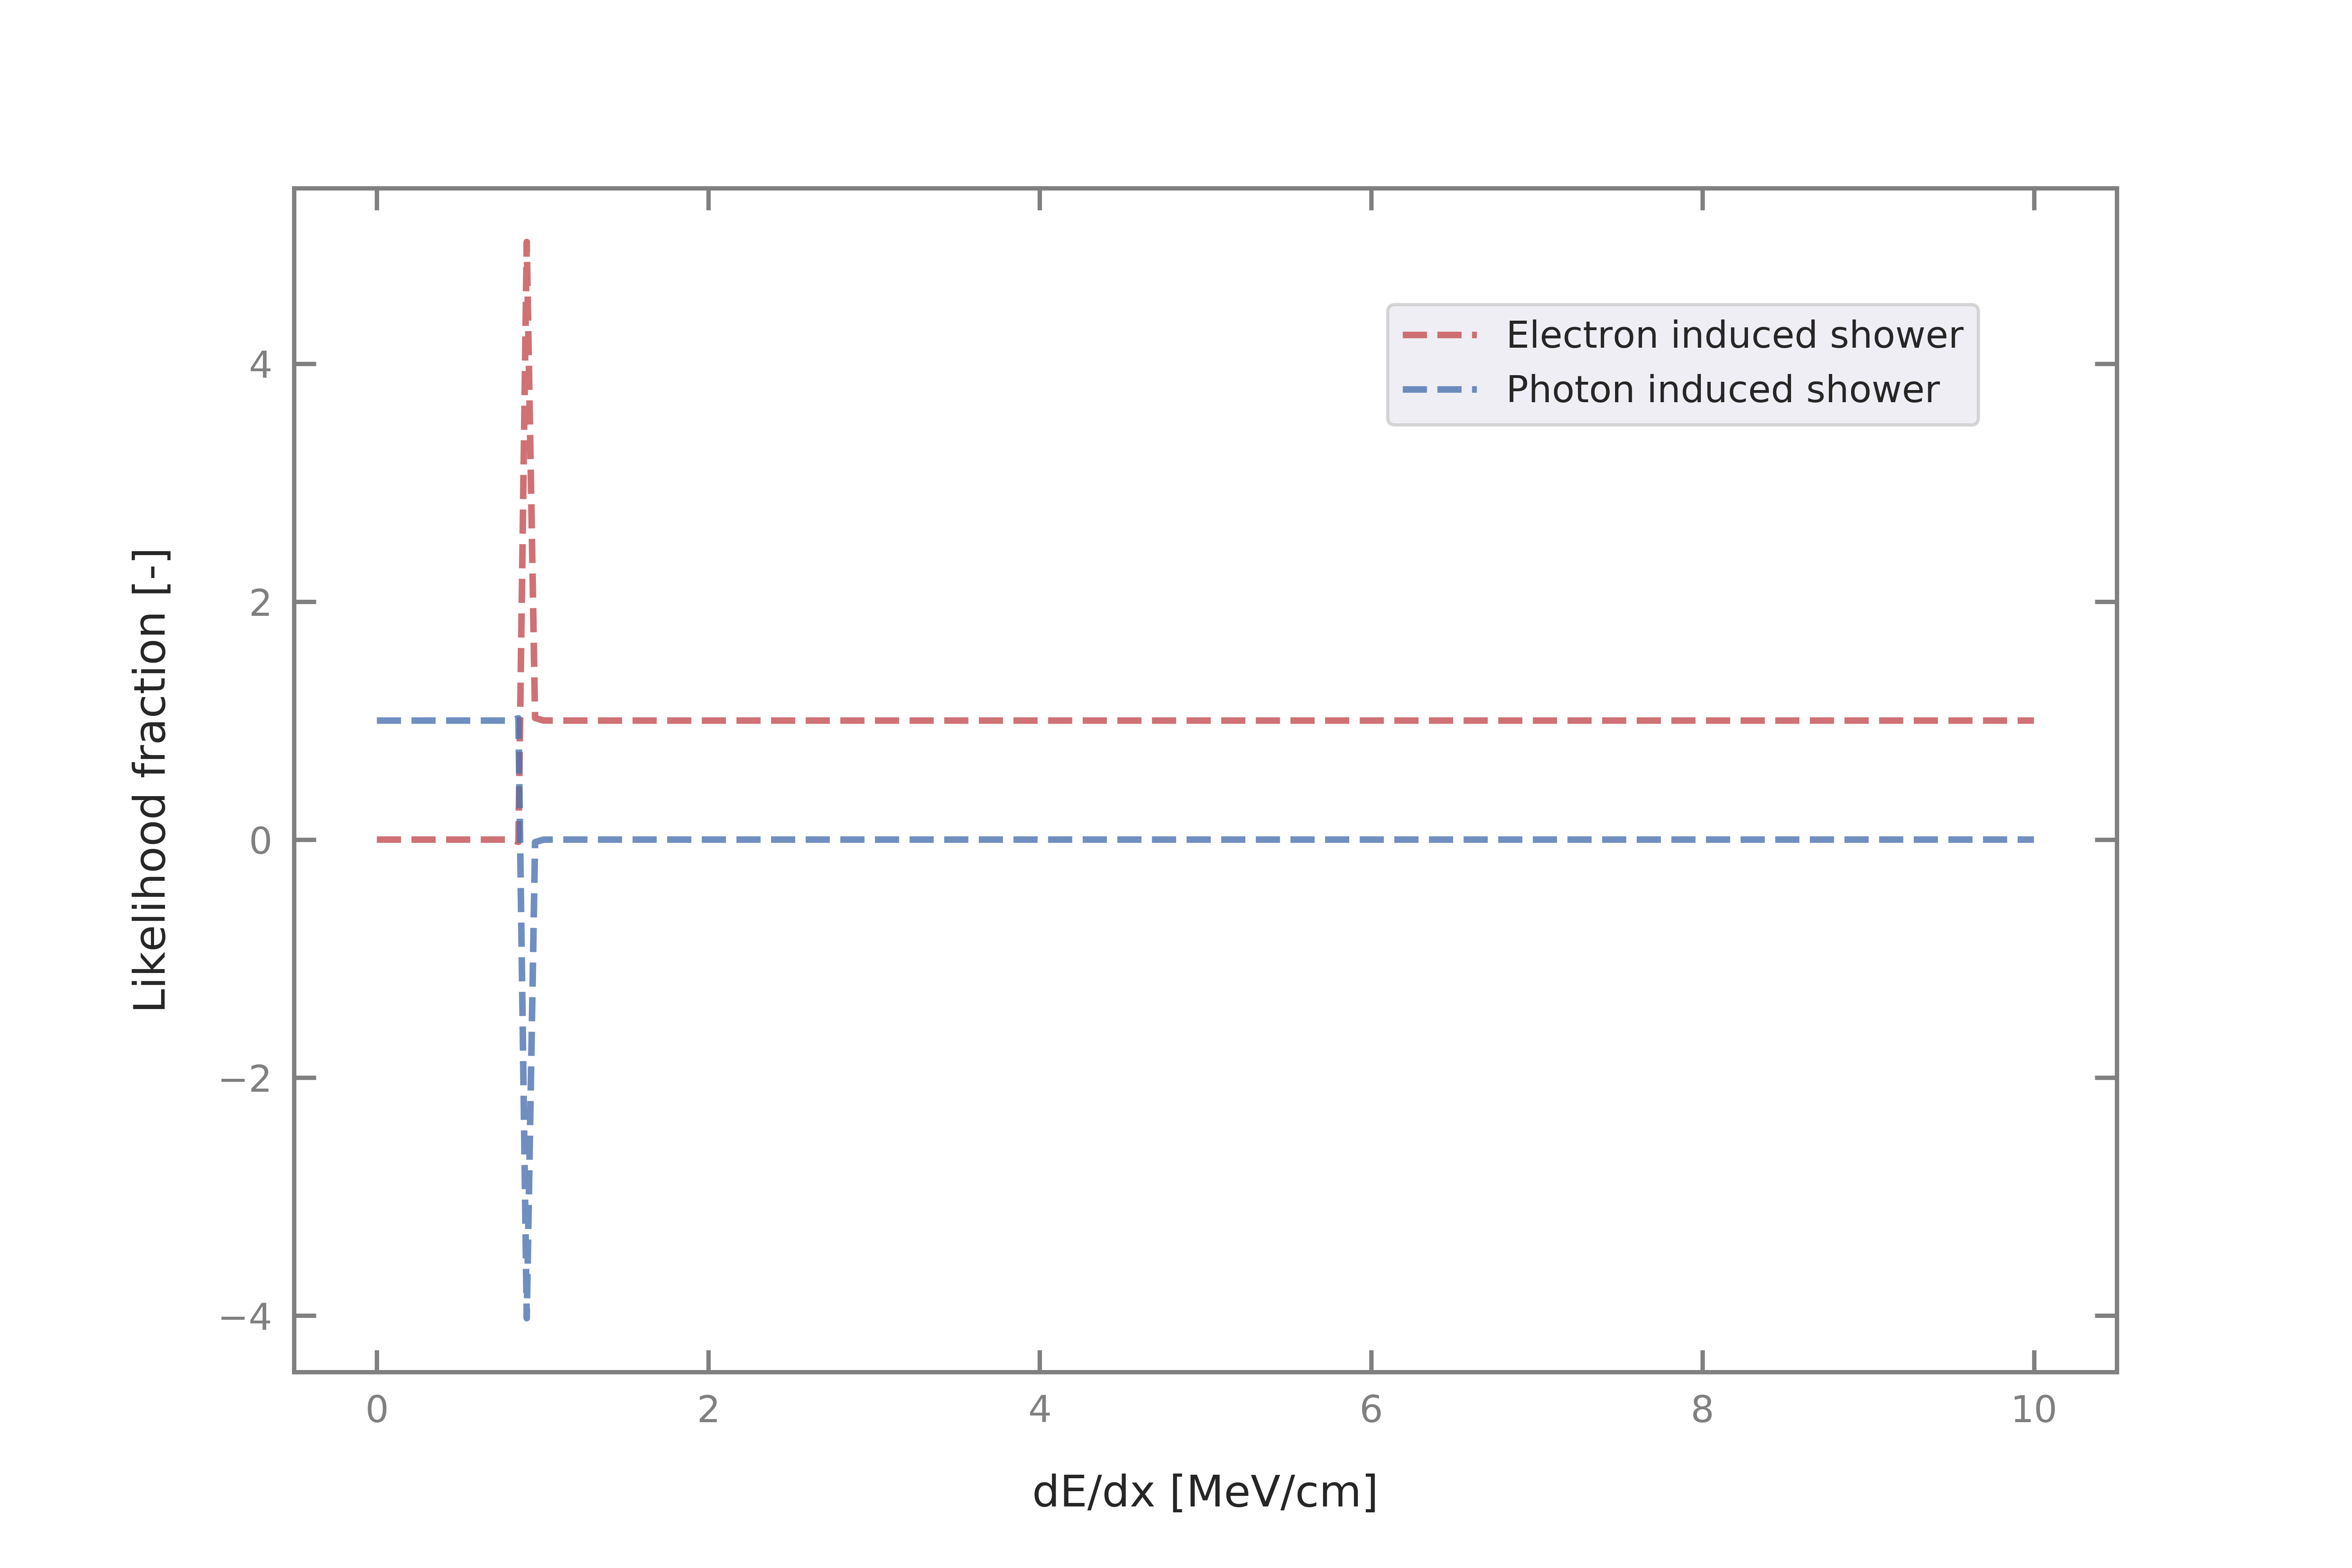 Electron induced shower
Photon induced shower
4
2
0
−2
−4
Likelihood fraction [-]
0 2 4 6 8 10
dE/dx [MeV/cm]